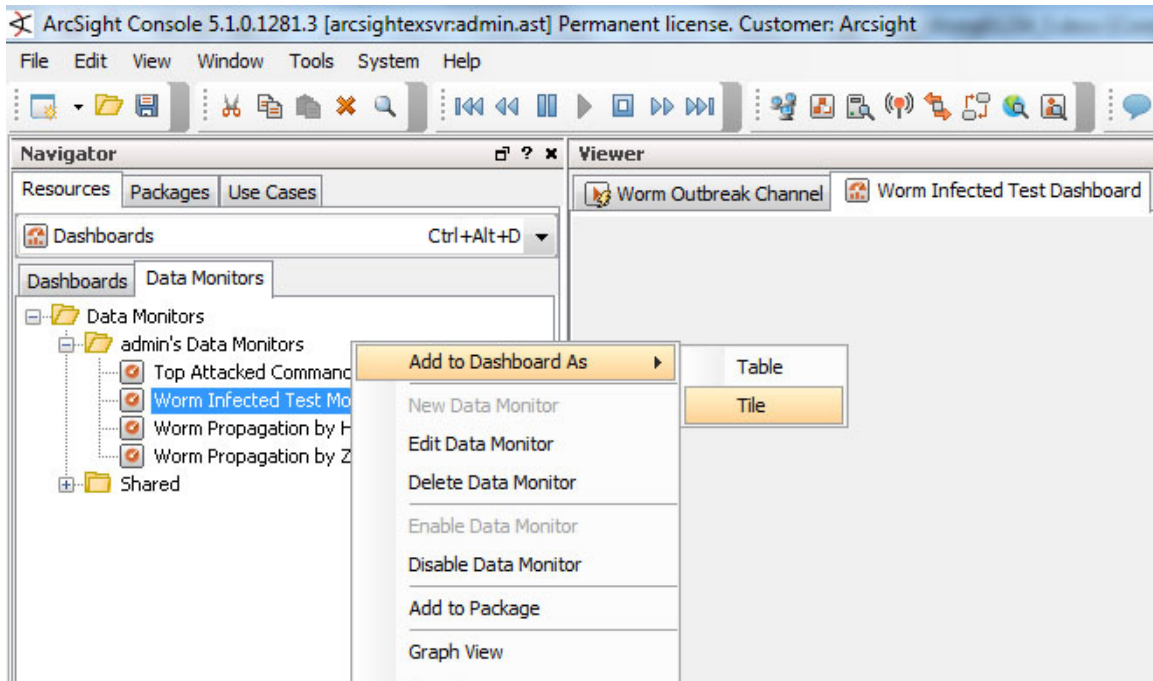 ArcSight Console 5.1.0.1281.3 [arcsightexsvr:admin.ast] Permanent license. Customer: Arcsight
File Edit View Window Tools System Help
Navigator
Viewer
Resources Packages Use Cases
Worm Outbreak Channel Worm Infected Test Dashboard
Dashboards Ctrl+Alt+D
Dashboards Data Monitors
Data Monitors
admin's Data Monitors
Top Attacked Command
Worm Infected Test Mo
Worm Propagation by H
Worm Propagation by Z
Shared
Add to Dashboard As
Table
Tile
New Data Monitor
Edit Data Monitor
Delete Data Monitor
Enable Data Monitor
Disable Data Monitor
Add to Package
Graph View